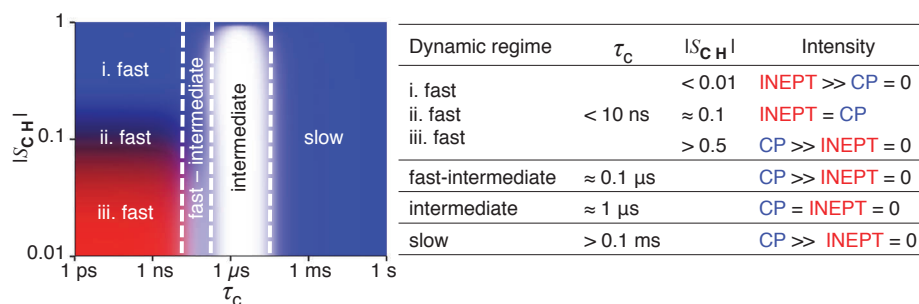 1
0.1
0.01
|S_CH|
i. fast
ii. fast
iii. fast
fast – intermediate
intermediate
slow
1 ps
1 ns
1 μs
1 ms
1 s
τ_c
Dynamic regime τ_c |S_CH| Intensity
i. fast < 0.01 INEPT >> CP = 0
ii. fast < 10 ns ≈ 0.1 INEPT = CP
iii. fast > 0.5 CP >> INEPT = 0
fast-intermediate ≈ 0.1 μs CP >> INEPT = 0
intermediate ≈ 1 μs CP = INEPT = 0
slow > 0.1 ms CP >> INEPT = 0